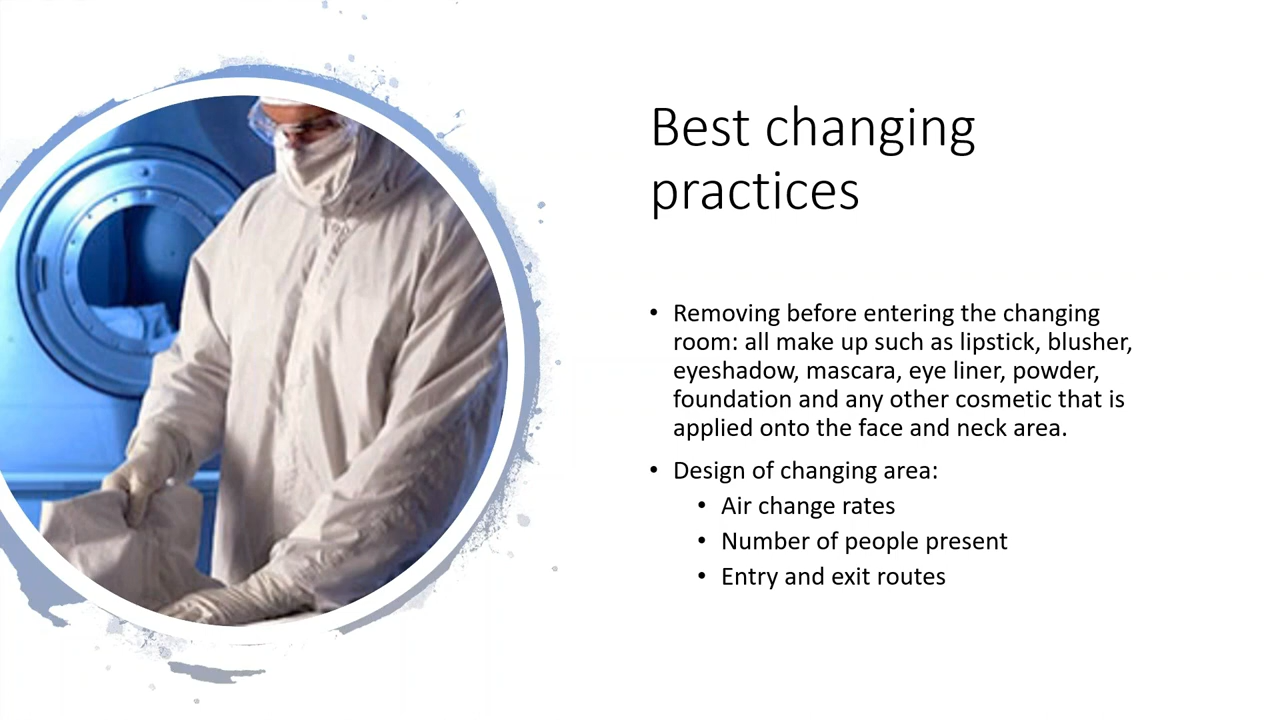 Best changing
practices
• Removing before entering the changing
room: all make up such as lipstick, blusher,
eyeshadow, mascara, eye liner, powder,
foundation and any other cosmetic that is
applied onto the face and neck area.
• Design of changing area:
• Air change rates
• Number of people present
• Entry and exit routes